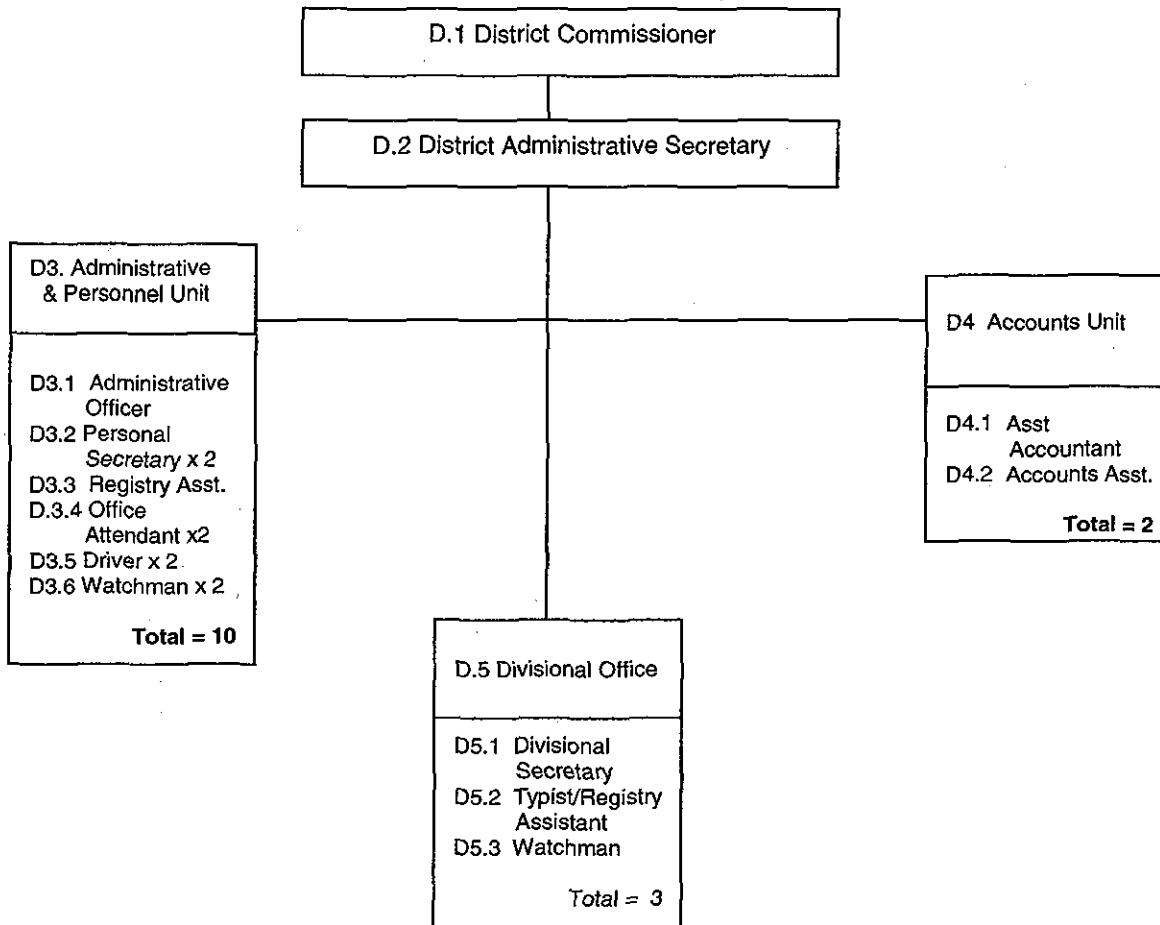 D.1 District Commissioner
D.2 District Administrative Secretary
D3. Administrative
& Personnel Unit
D3.1 Administrative
Officer
D3.2 Personal
Secretary x 2
D3.3 Registry Asst.
D.3.4 Office
Attendant x2
D3.5 Driver x 2
D3.6 Watchman x 2
Total = 10
D4 Accounts Unit
D4.1 Asst
Accountant
D4.2 Accounts Asst.
Total = 2
D.5 Divisional Office
D5.1 Divisional
Secretary
D5.2 Typist/Registry
Assistant
D5.3 Watchman
Total = 3